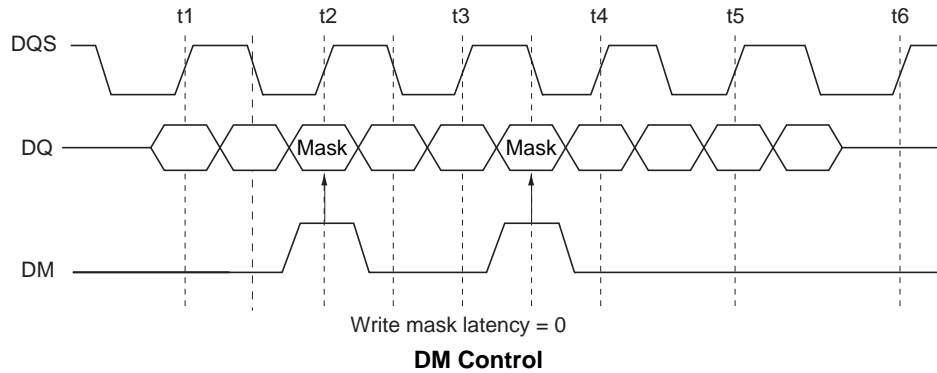 t1 t2 t3 t4 t5 t6
DQS
DQ Mask Mask
DM
Write mask latency = 0
DM Control